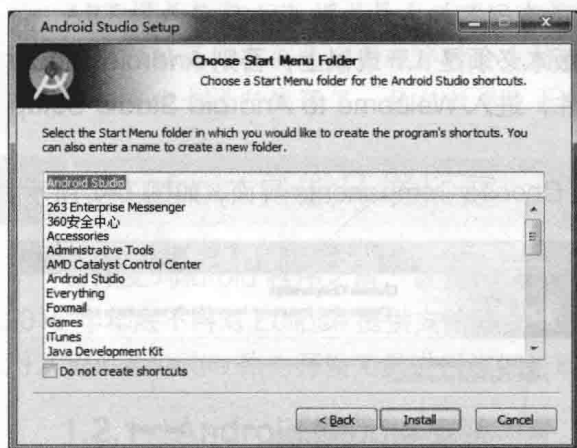 Android Studio Setup
Choose Start Menu Folder
Choose a Start Menu folder for the Android Studio shortcuts.
Select the Start Menu folder in which you would like to create the program's shortcuts. You
can also enter a name to create a new folder.
Android Studio
263 Enterprise Messenger
360安全中心
Accessories
Administrative Tools
AMD Catalyst Control Center
Android Studio
Everything
Foxmail
Games
iTunes
Java Development Kit
Do not create shortcuts
< Back
Install
Cancel